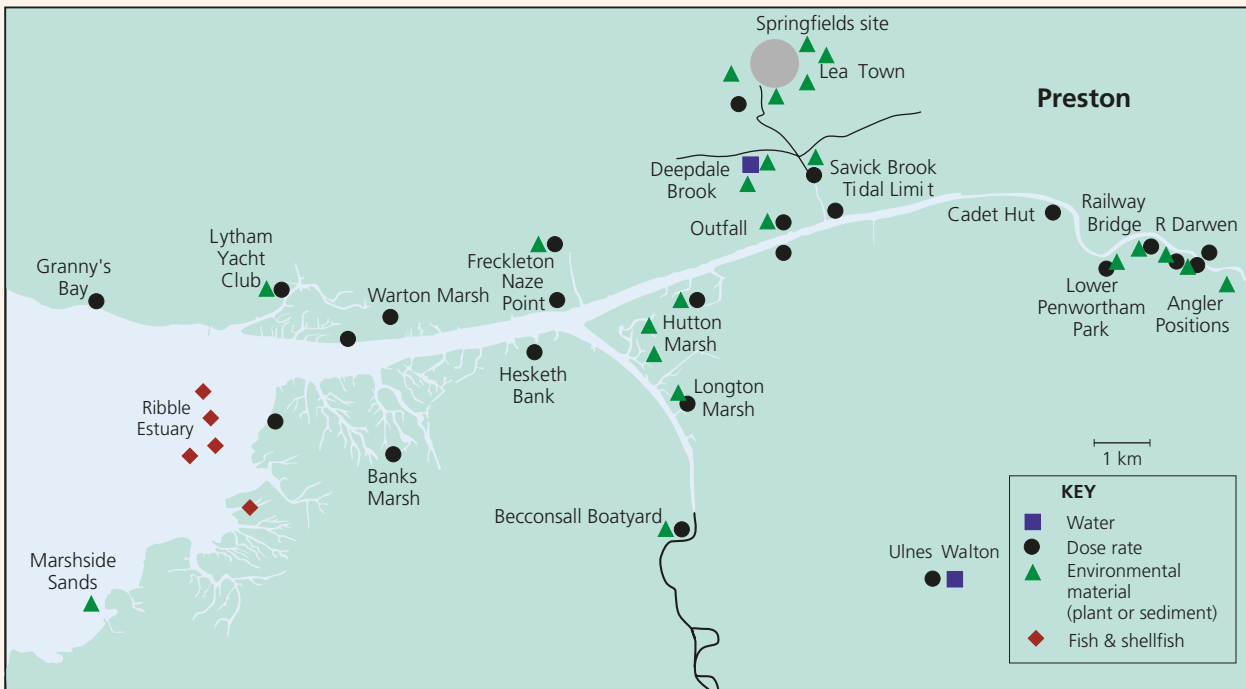 Springfields site
Lea Town
Preston
Deepdale
Brook
Savick Brook
Tidal Limit
Cadet Hut
Railway
Bridge
R Darwen
Outfall
Lytham
Yacht
Club
Granny's
Bay
Warton Marsh
Freckleton
Naze
Point
Lower
Penwortham
Park
Angler
Positions
Hutton
Marsh
Hesketh
Bank
Longton
Marsh
Ribble
Estuary
Banks
Marsh
1 km
Becconsall Boatyard
Marshside
Sands
Ulnes Walton
KEY
Water
Dose rate
Environmental
material
(plant or sediment)
Fish & shellfish